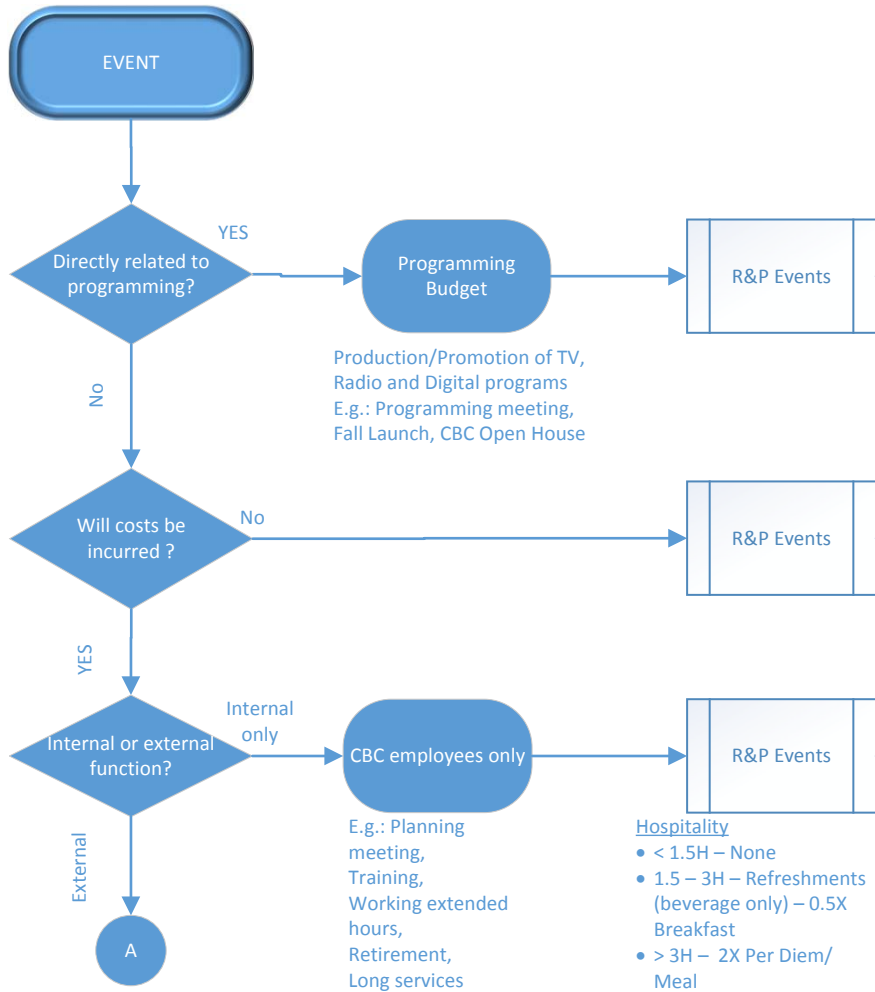 EVENT
YES
Directly related to
programming?
Programming
Budget
R&P Events
Production/Promotion of TV,
Radio and Digital programs
E.g.: Programming meeting,
Fall Launch, CBC Open House
No
Will costs be
incurred ?
No
R&P Events
YES
Internal or external
function?
Internal
only
CBC employees only
R&P Events
E.g.: Planning
meeting,
Training,
Working extended
hours,
Retirement,
Long services
Hospitality
• < 1.5H – None
• 1.5 – 3H – Refreshments
(beverage only) – 0.5X
Breakfast
• > 3H – 2X Per Diem/
Meal
External
A